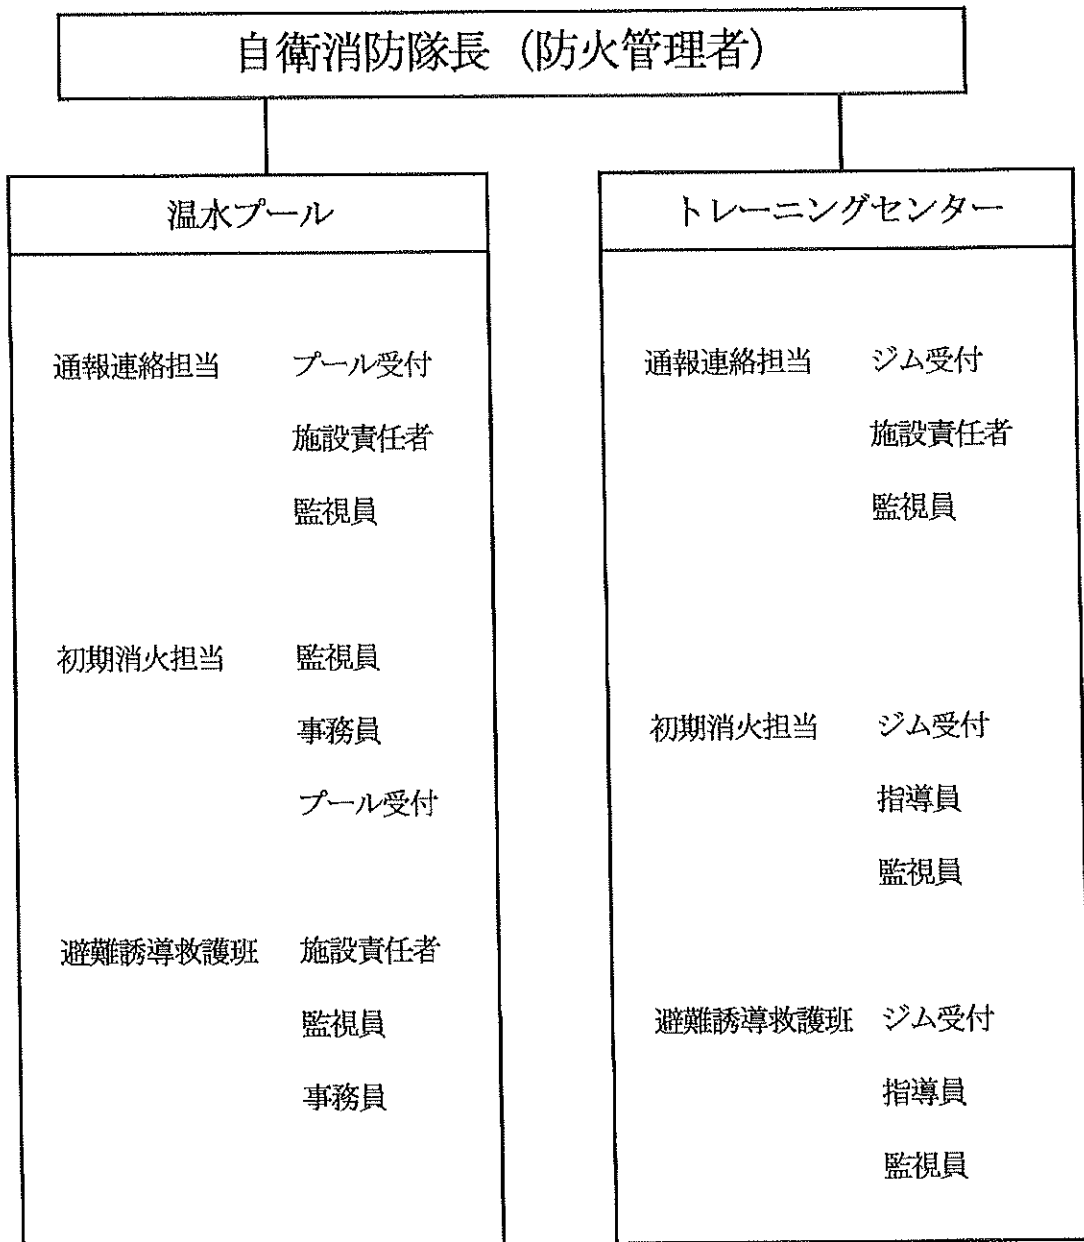 自衛消防隊長（防火管理者）
温水プール
通報連絡担当 プール受付
施設責任者
監視員
初期消火担当 監視員
事務員
プール受付
避難誘導救護班 施設責任者
監視員
事務員
トレーニングセンター
通報連絡担当 ジム受付
施設責任者
監視員
初期消火担当 ジム受付
指導員
監視員
避難誘導救護班 ジム受付
指導員
監視員